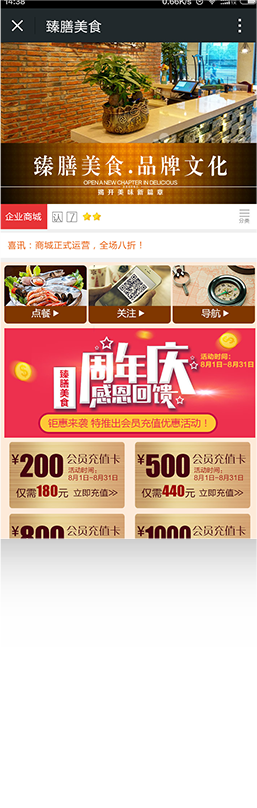 14:38
0.66K/s
臻膳美食
臻膳美食.品牌文化
OPEN A NEW CHAPTER IN DELICIOUS
揭开美味新篇章
企业商城
认 7
分类
喜讯：商城正式运营，全场八折！
点餐 关注 导航
臻膳美食
周年庆
感恩回馈
活动时间：
8月1日-8月31日
钜惠来袭 特推出会员充值优惠活动！
¥200 会员充值卡
活动时间：
8月1日-8月31日
仅需180元 立即充值>>
¥500 会员充值卡
活动时间：
8月1日-8月31日
仅需440元 立即充值>>
¥800 会员充值卡
¥1000 会员充值卡